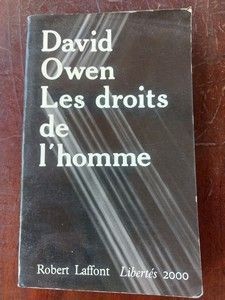 David
Owen
Les droits
de
l'homme
Robert Laffont Libertés 2000